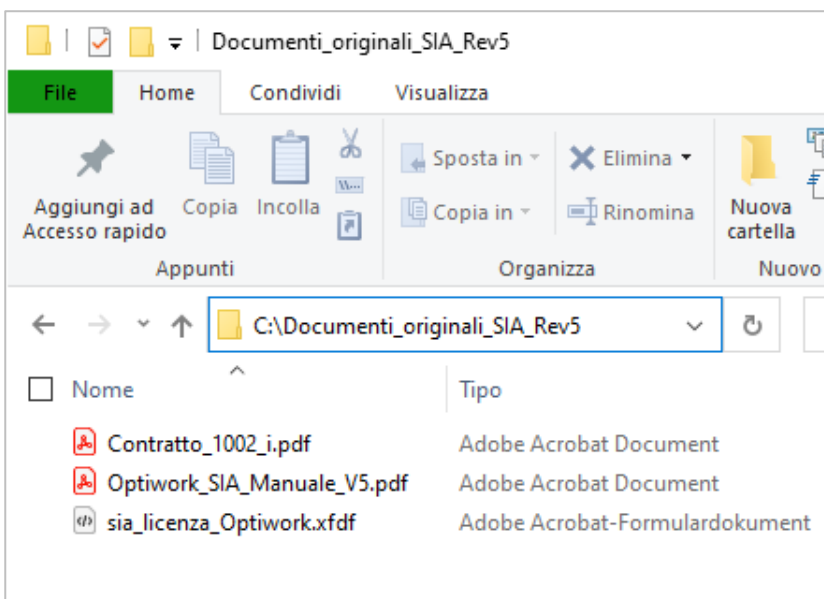 Documenti_originali_SIA_Rev5
File Home Condividi Visualizza
Aggiungi ad Accesso rapido
Copia
Incolla
Sposta in
Copia in
Elimina
Rinomina
Nuova cartella
Appunti Organizza Nuovo
C:\Documenti_originali_SIA_Rev5
Nome Tipo
Contratto_1002_i.pdf Adobe Acrobat Document
Optiwork_SIA_Manuale_V5.pdf Adobe Acrobat Document
sia_licenza_Optiwork.xfdf Adobe Acrobat-Formulardokument